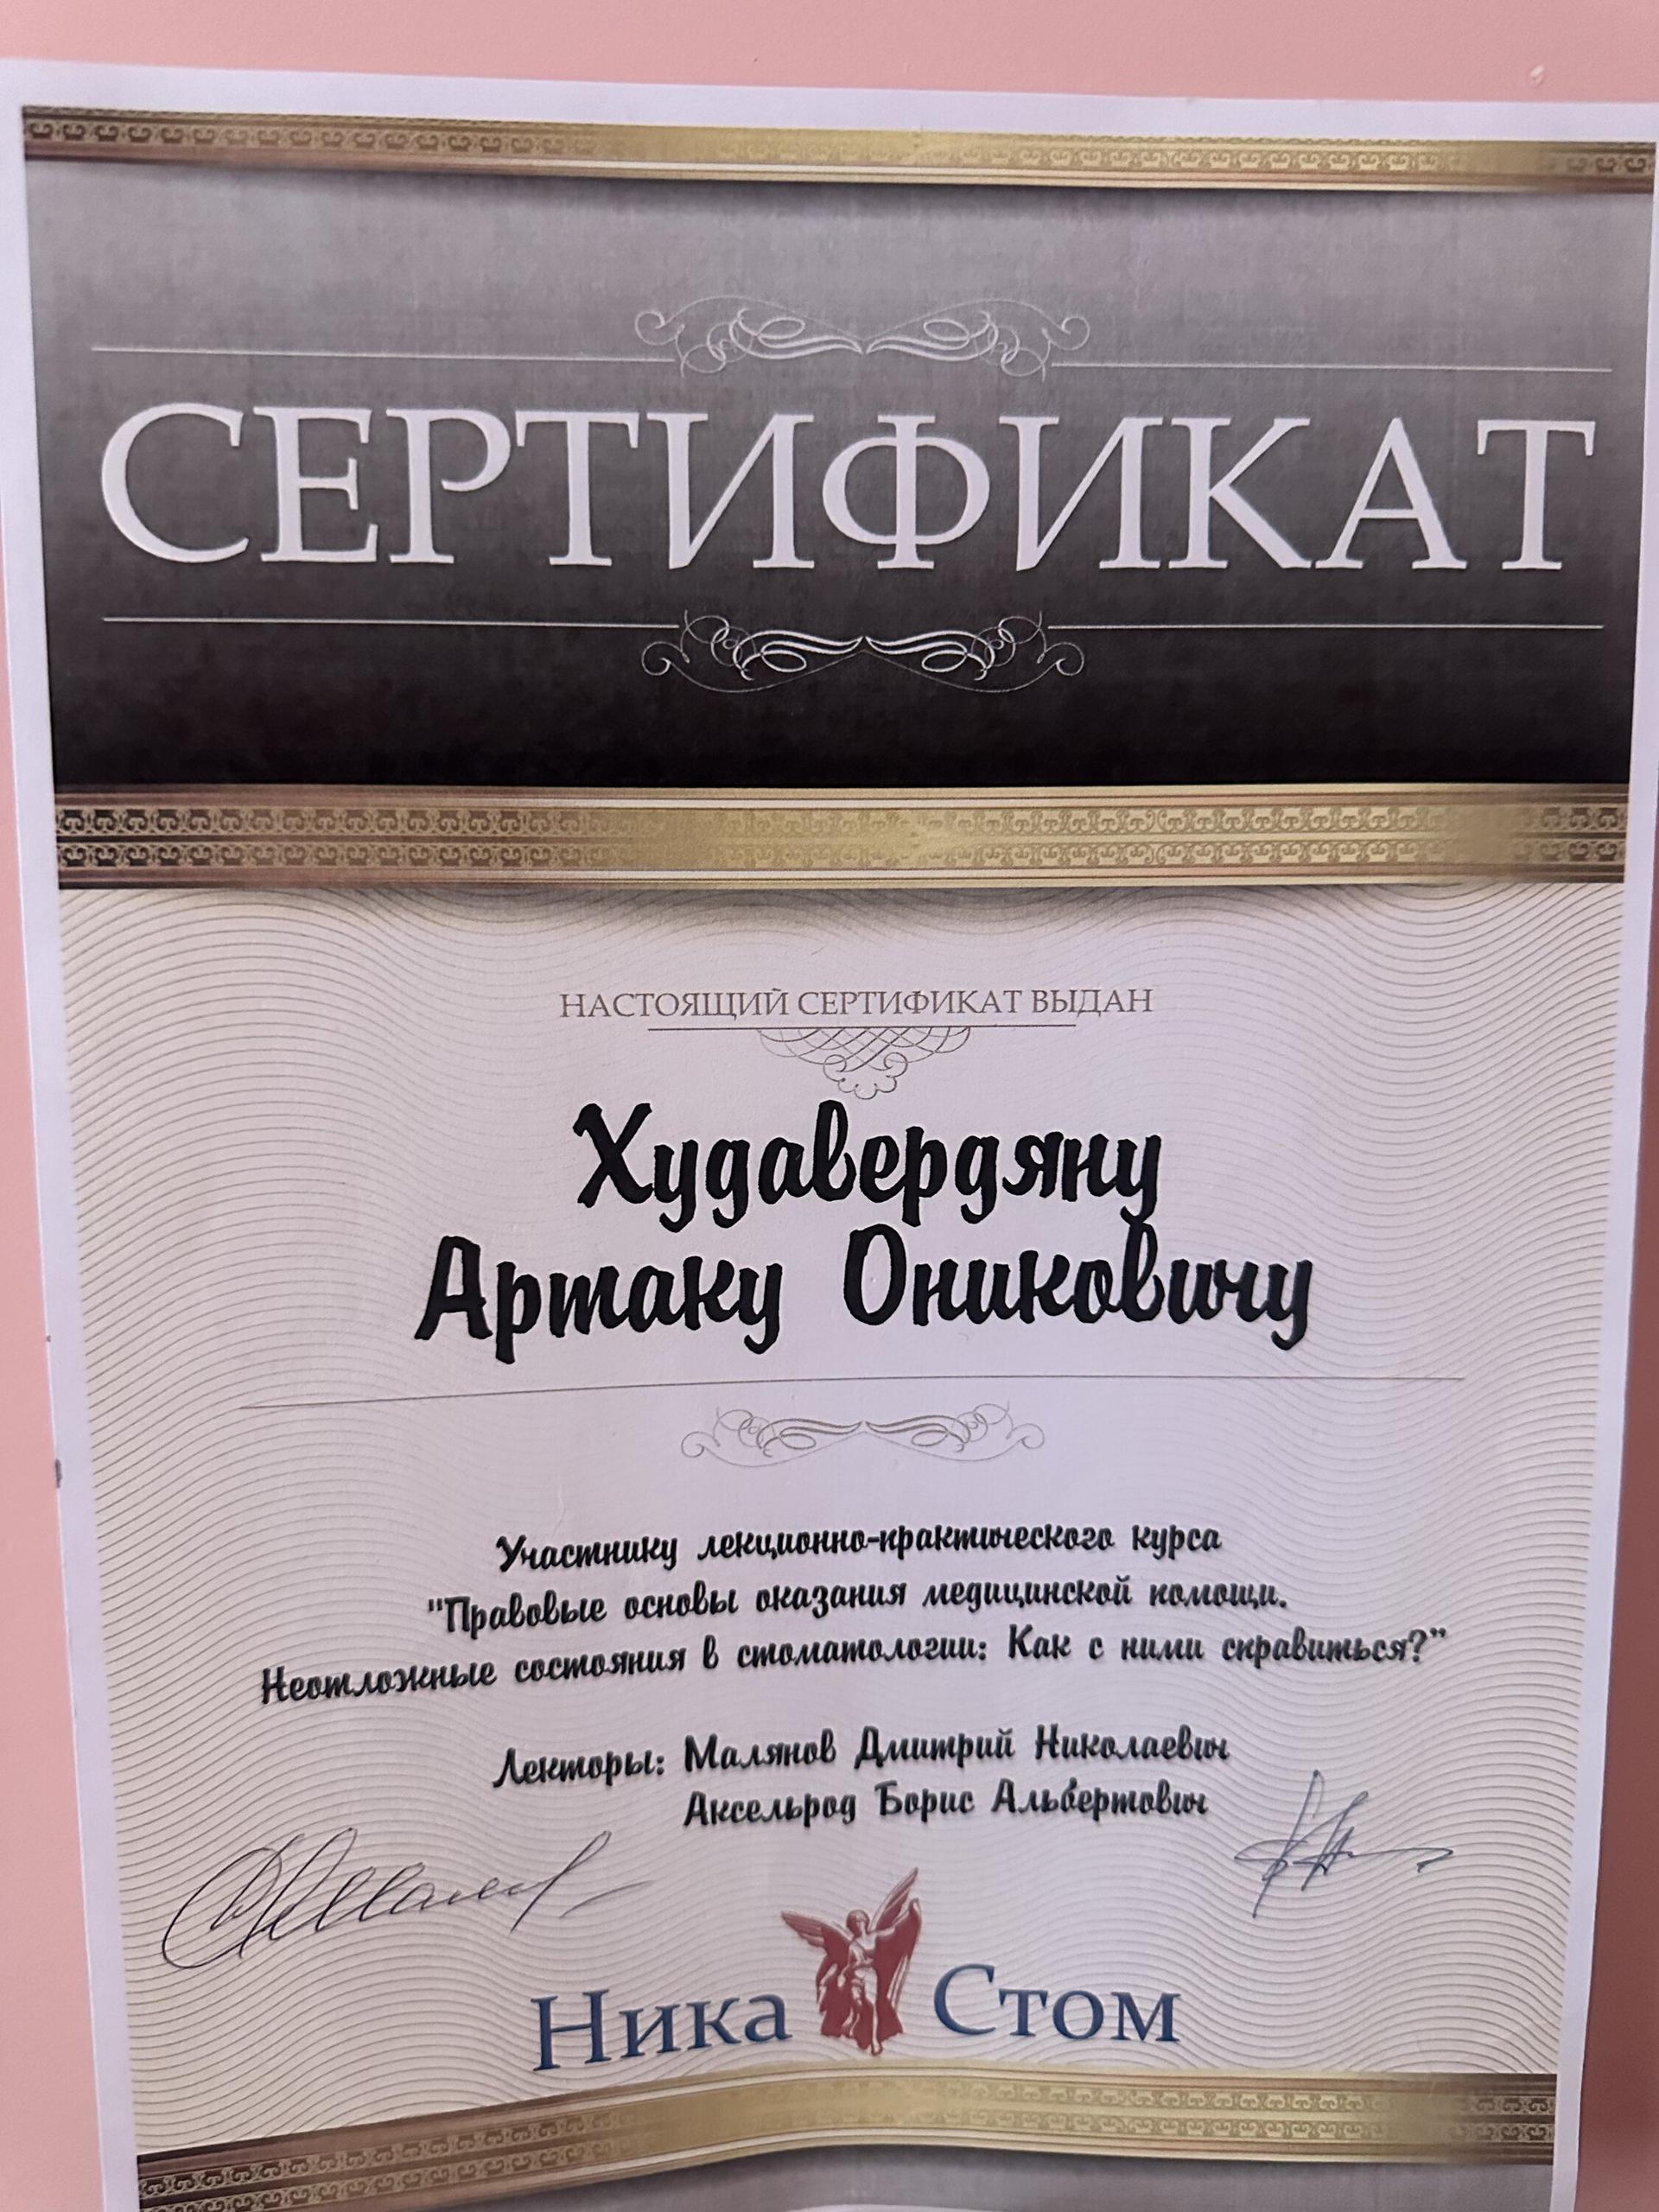 СЕРТИФИКАТ
НАСТОЯЩИЙ СЕРТИФИКАТ ВЫДАН
Худавердяну
Артаку Ониковичу
Участнику лекционно-практического курса
"Правовые основы оказания медицинской помощи.
Неотложные состояния в стоматологии: Как с ними справиться?"
Лекторы: Малянов Дмитрий Николаевич
Аксельрод Борис Альбертович
Ника Стом